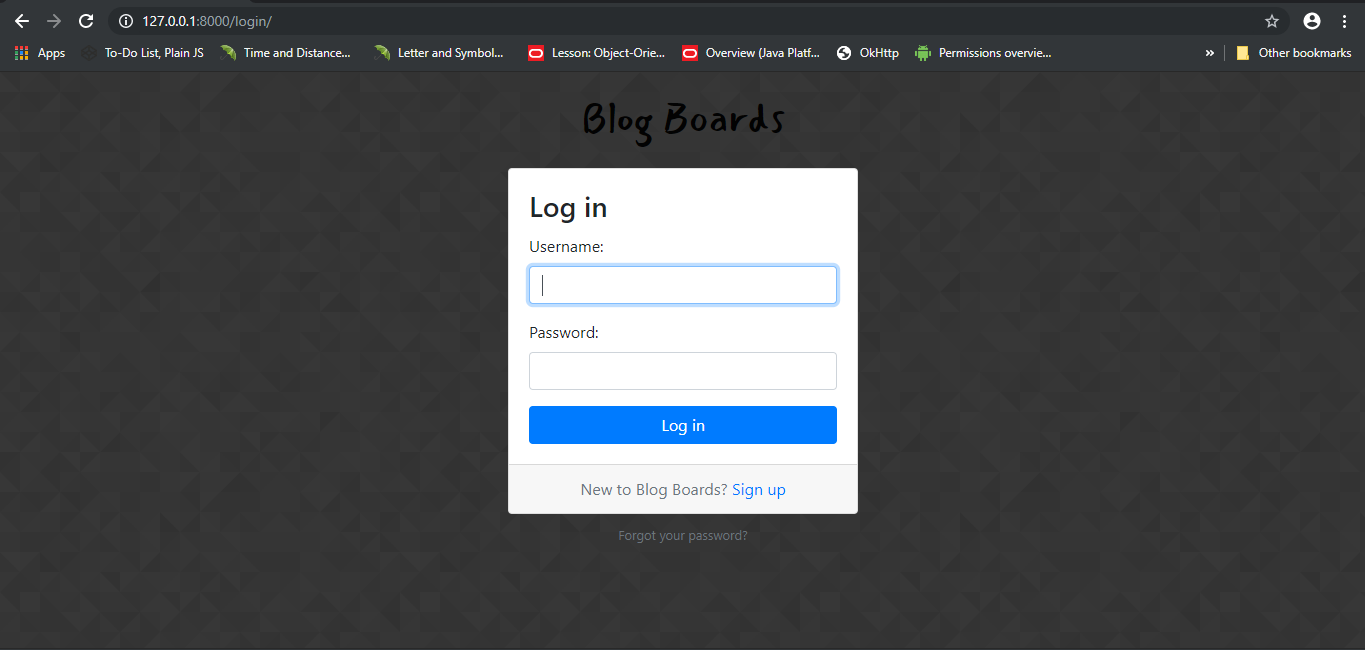 127.0.0.1:8000/login/
Apps To-Do List, Plain JS Time and Distance... Letter and Symbol... Lesson: Object-Orie... Overview (Java Platf... OkHttp Permissions overvie... » Other bookmarks
Blog Boards
Log in
Username:
Password:
Log in
New to Blog Boards? Sign up
Forgot your password?